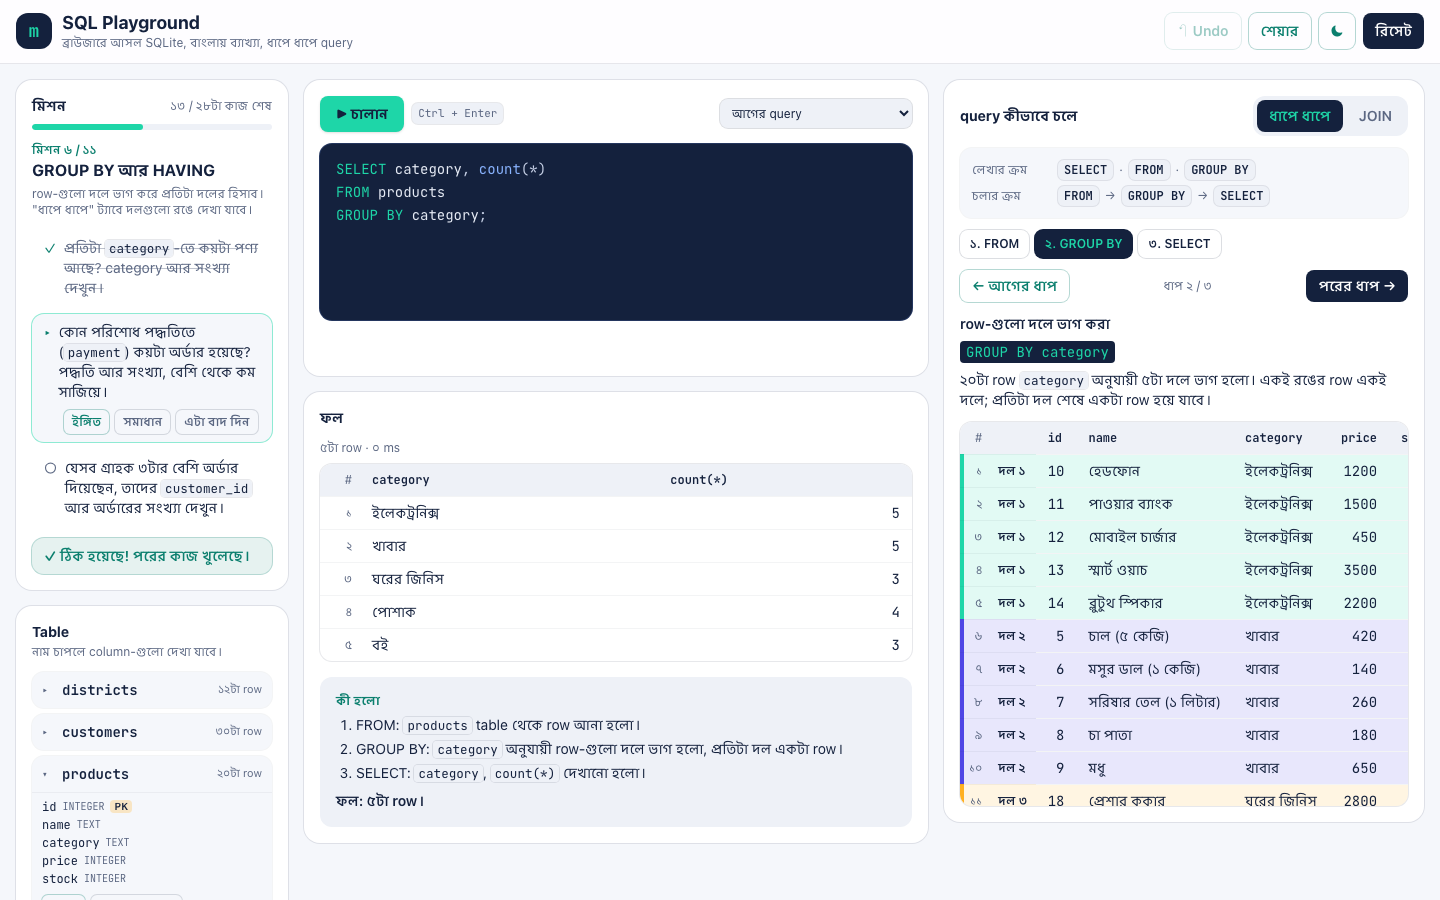 m
SQL Playground
ব্রাউজারে আসল SQLite, বাংলায় ব্যাখ্যা, ধাপে ধাপে query
Undo
শেয়ার
রিসেট
মিশন
১৩ / ২৮টা কাজ শেষ
মিশন ৬ / ১১
GROUP BY আর HAVING
row-গুলো দলে ভাগ করে প্রতিটা দলের হিসাব।
"ধাপে ধাপে" ট্যাবে দলগুলো রঙে দেখা যাবে।
✓ প্রতিটা category-তে কয়টা পণ্য
আছে? category আর সংখ্যা
দেখুন।
▸ কোন পরিশোধ পদ্ধতিতে
(payment) কয়টা অর্ডার হয়েছে?
পদ্ধতি আর সংখ্যা, বেশি থেকে কম
সাজিয়ে।
ইঙ্গিত
সমাধান
এটা বাদ দিন
○ যেসব গ্রাহক ৩টার বেশি অর্ডার
দিয়েছেন, তাদের customer_id
আর অর্ডারের সংখ্যা দেখুন।
✓ ঠিক হয়েছে! পরের কাজ খুলেছে।
Table
নাম চাপলে column-গুলো দেখা যাবে।
▸ districts ১২টা row
▸ customers ৩০টা row
▾ products ২০টা row
id INTEGER PK
name TEXT
category TEXT
price INTEGER
stock INTEGER
▶ চালান
Ctrl + Enter
আগের query
SELECT category, count(*)
FROM products
GROUP BY category;
ফল
৫টা row · ০ ms
# category count(*)
১ ইলেকট্রনিক্স 5
২ খাবার 5
৩ ঘরের জিনিস 3
৪ পোশাক 4
৫ বই 3
কী হলো
1. FROM: products table থেকে row আনা হলো।
2. GROUP BY: category অনুযায়ী row-গুলো দলে ভাগ হলো, প্রতিটা দল একটা row।
3. SELECT: category, count(*) দেখানো হলো।
ফল: ৫টা row।
query কীভাবে চলে
ধাপে ধাপে
JOIN
লেখার ক্রম SELECT · FROM · GROUP BY
চলার ক্রম FROM → GROUP BY → SELECT
১. FROM
২. GROUP BY
৩. SELECT
← আগের ধাপ
ধাপ ২ / ৩
পরের ধাপ →
row-গুলো দলে ভাগ করা
GROUP BY category
২০টা row category অনুযায়ী ৫টা দলে ভাগ হলো। একই রঙের row একই
দলে; প্রতিটা দল শেষে একটা row হয়ে যাবে।
# id name category price s
১ দল ১ 10 হেডফোন ইলেকট্রনিক্স 1200
২ দল ১ 11 পাওয়ার ব্যাংক ইলেকট্রনিক্স 1500
৩ দল ১ 12 মোবাইল চার্জার ইলেকট্রনিক্স 450
৪ দল ১ 13 স্মার্ট ওয়াচ ইলেকট্রনিক্স 3500
৫ দল ১ 14 ব্লুটুথ স্পিকার ইলেকট্রনিক্স 2200
৬ দল ২ 5 চাল (৫ কেজি) খাবার 420
৭ দল ২ 6 মসুর ডাল (১ কেজি) খাবার 140
৮ দল ২ 7 সরিষার তেল (১ লিটার) খাবার 260
৯ দল ২ 8 চা পাতা খাবার 180
১০ দল ২ 9 মধু খাবার 650
১১ দল ৩ 18 প্রেশার কুকার ঘরের জিনিস 2800